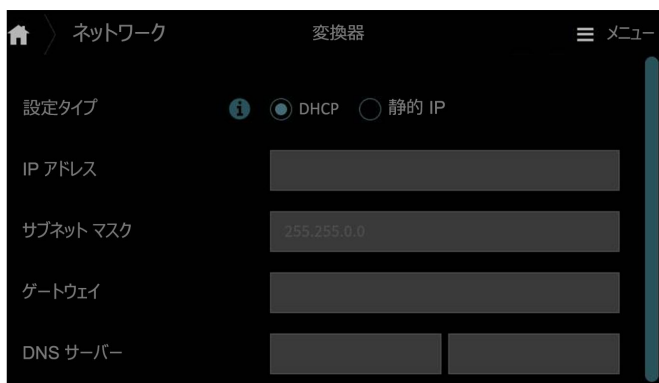 ネットワーク 変換器 メニュー
設定タイプ i DHCP 静的 IP
IP アドレス
サブネット マスク 255.255.0.0
ゲートウェイ
DNS サーバー